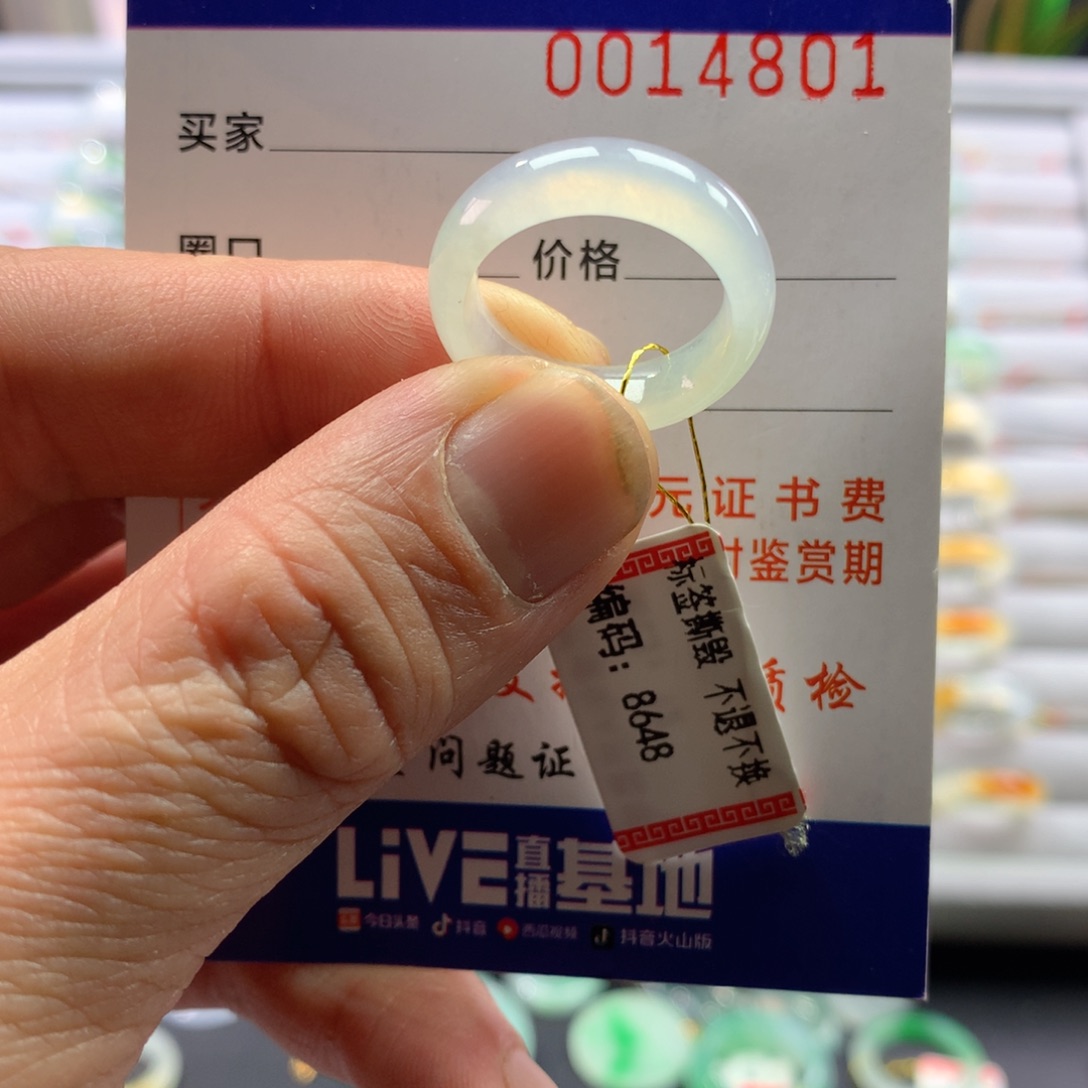 0014801
买家
圈口 价格
元证书费
时鉴赏期
质检
问题证
标签撕毁 不退不换
编码: 8648
LiVE直播基地
今日头条 抖音 西瓜视频 抖音火山版